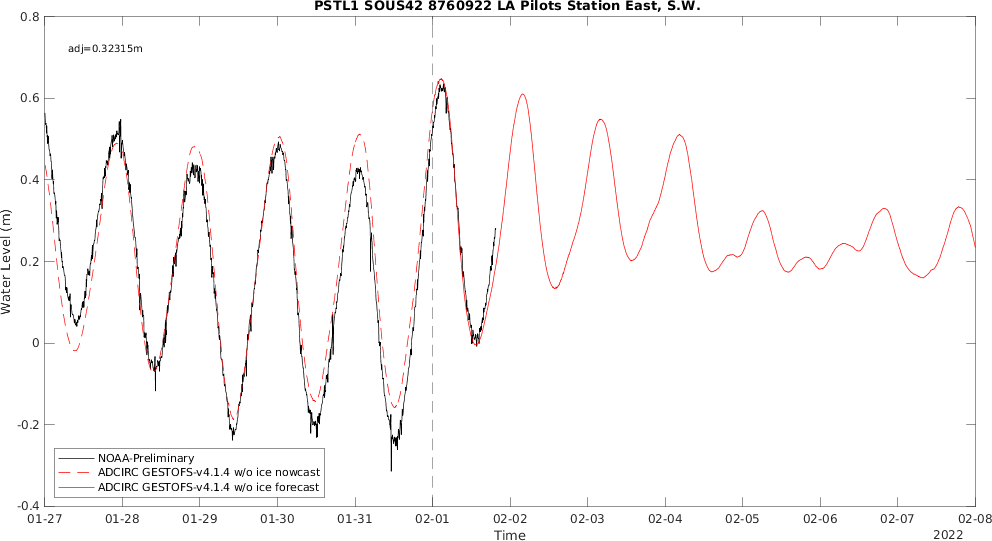 PSTL1 SOUS42 8760922 LA Pilots Station East, S.W.
adj=0.32315m
Water Level (m)
0.8
0.6
0.4
0.2
0
-0.2
-0.4
NOAA-Preliminary
ADCIRC GESTOFS-v4.1.4 w/o ice nowcast
ADCIRC GESTOFS-v4.1.4 w/o ice forecast
01-27 01-28 01-29 01-30 01-31 02-01 02-02 02-03 02-04 02-05 02-06 02-07 02-08
Time
2022